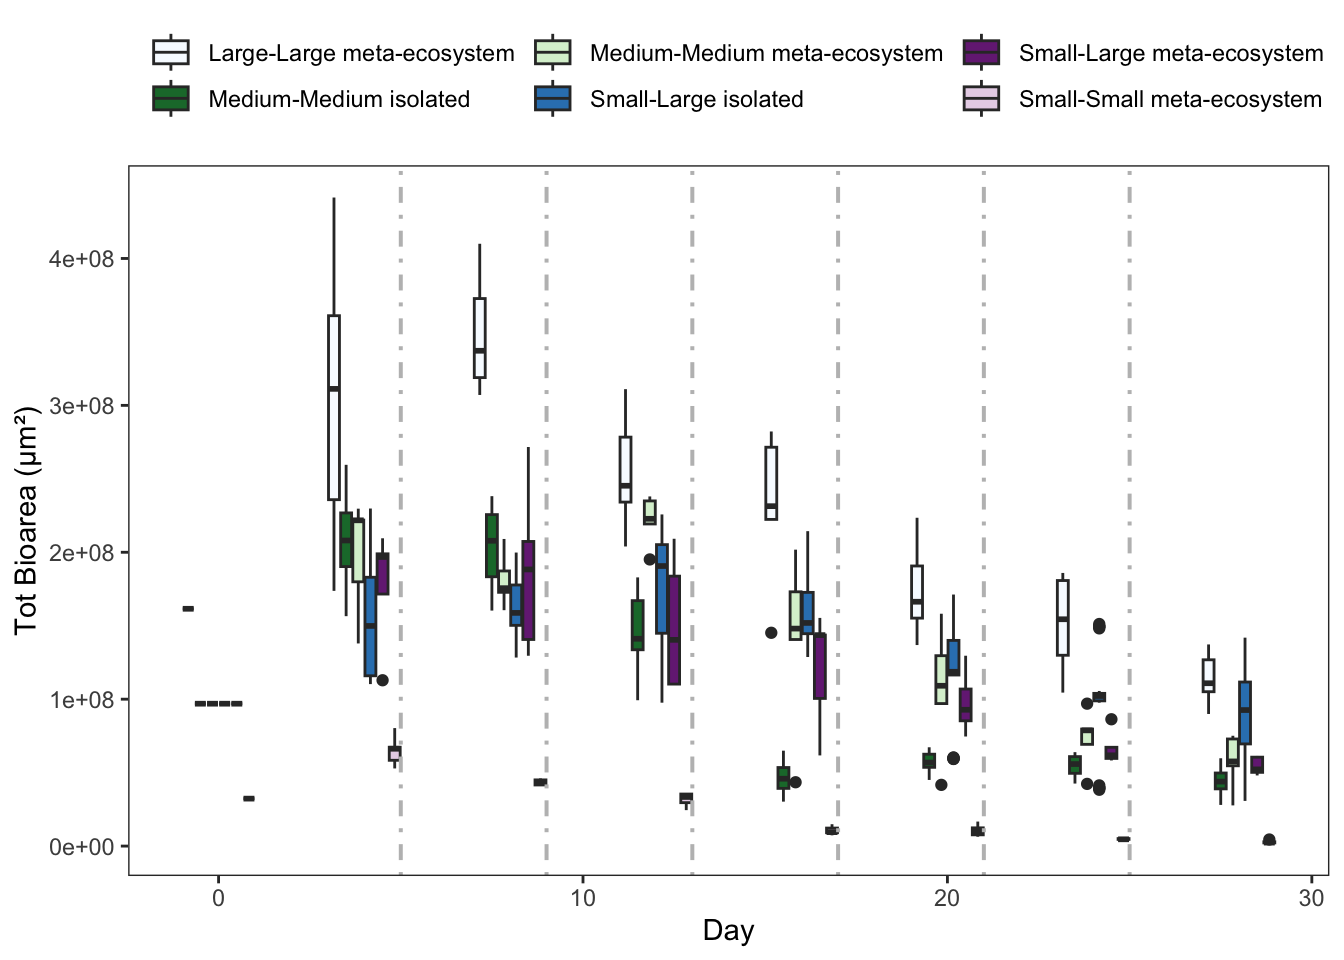 Large-Large meta-ecosystem Medium-Medium meta-ecosystem Small-Large meta-ecosystem
Medium-Medium isolated Small-Large isolated Small-Small meta-ecosystem
4e+08
3e+08
2e+08
1e+08
0e+00
Tot Bioarea (µm²)
0 10 20 30
Day